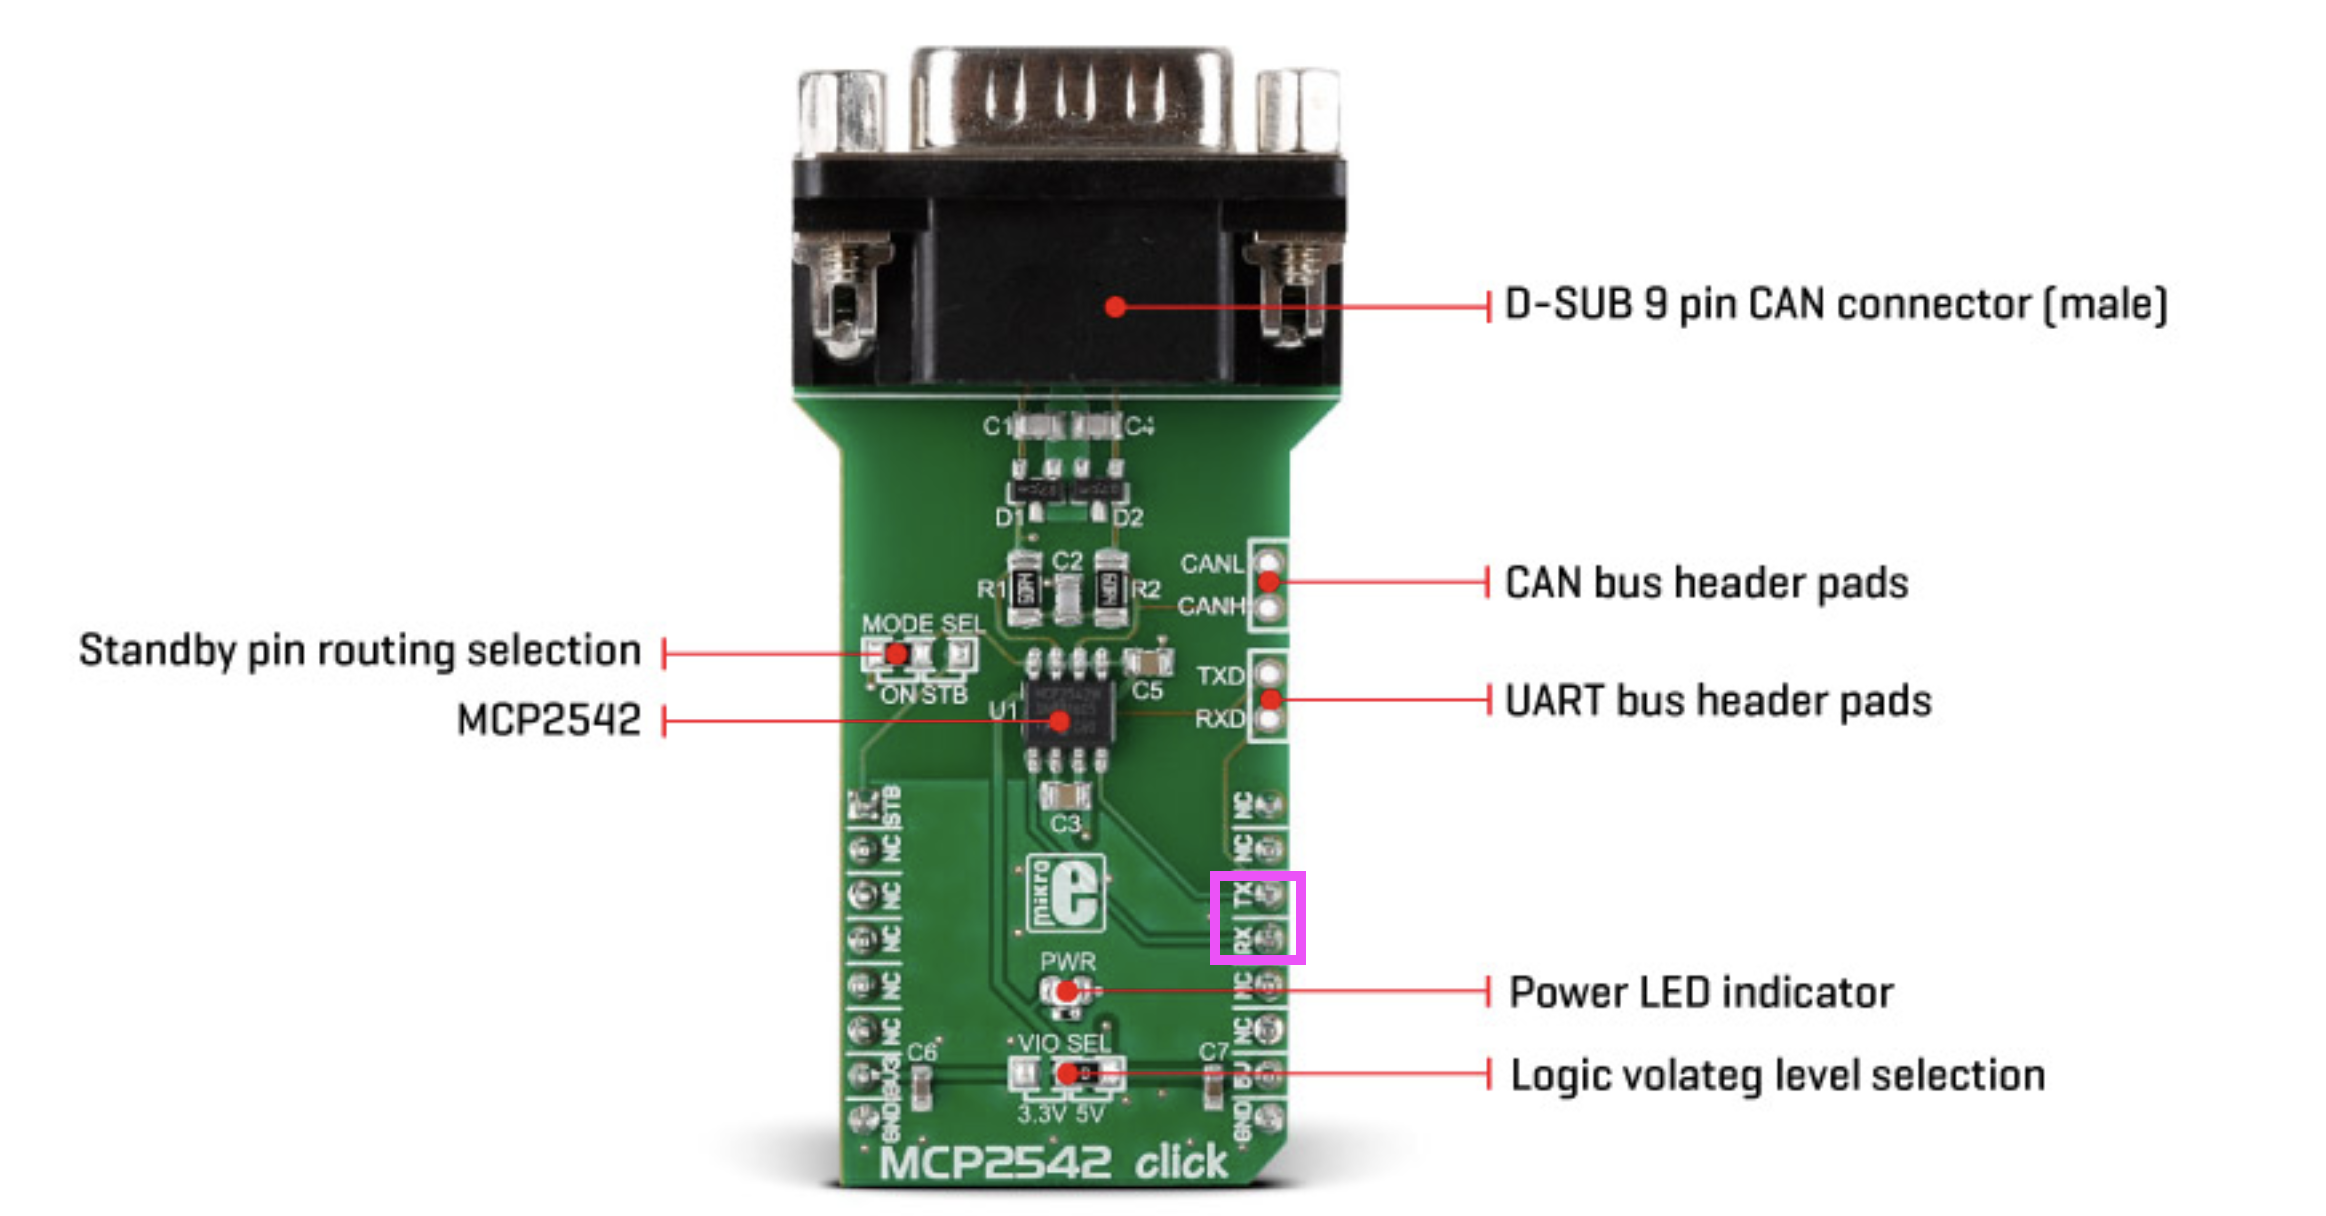 D-SUB 9 pin CAN connector (male)
C1
C4
D1
D2
C2
R1
R2
CANL
CANH
CAN bus header pads
MODE SEL
ON STB
Standby pin routing selection
MCP2542
U1
C5
TXD
RXD
UART bus header pads
C3
STB
NC
NC
NC
NC
NC
3V3
GND
NC
NC
TX
RX
NC
NC
5V
GND
mikro
e
PWR
Power LED indicator
VIO SEL
3.3V 5V
C6
C7
Logic volateg level selection
MCP2542 click